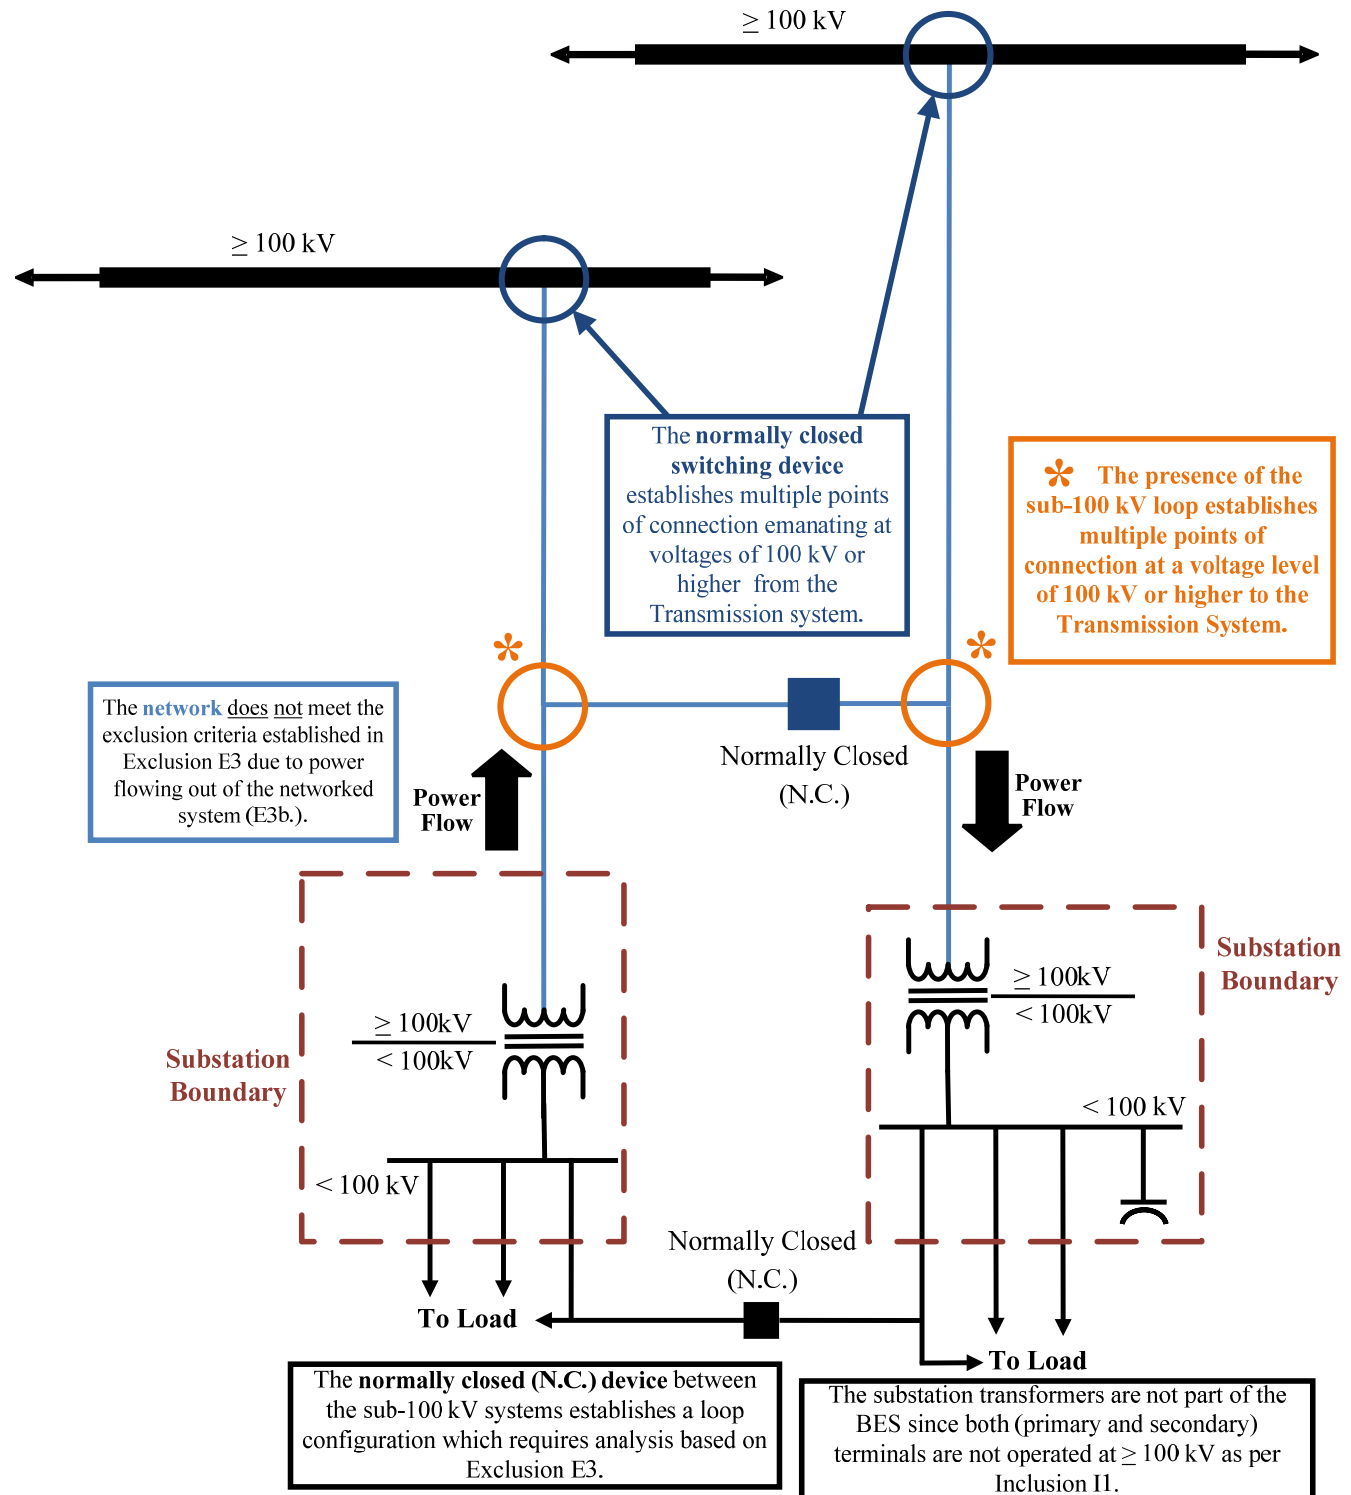 ≥ 100 kV
≥ 100 kV
The normally closed
switching device
establishes multiple points
of connection emanating at
voltages of 100 kV or
higher from the
Transmission system.
* The presence of the
sub-100 kV loop establishes
multiple points of
connection at a voltage level
of 100 kV or higher to the
Transmission System.
*
*
The network does not meet the
exclusion criteria established in
Exclusion E3 due to power
flowing out of the networked
system (E3b.).
Normally Closed
(N.C.)
Power
Flow
Power
Flow
Substation
Boundary
≥ 100kV
< 100kV
≥ 100kV
< 100kV
Substation
Boundary
< 100 kV
< 100 kV
Normally Closed
(N.C.)
To Load
To Load
The normally closed (N.C.) device between
the sub-100 kV systems establishes a loop
configuration which requires analysis based on
Exclusion E3.
The substation transformers are not part of the
BES since both (primary and secondary)
terminals are not operated at ≥ 100 kV as per
Inclusion I1.